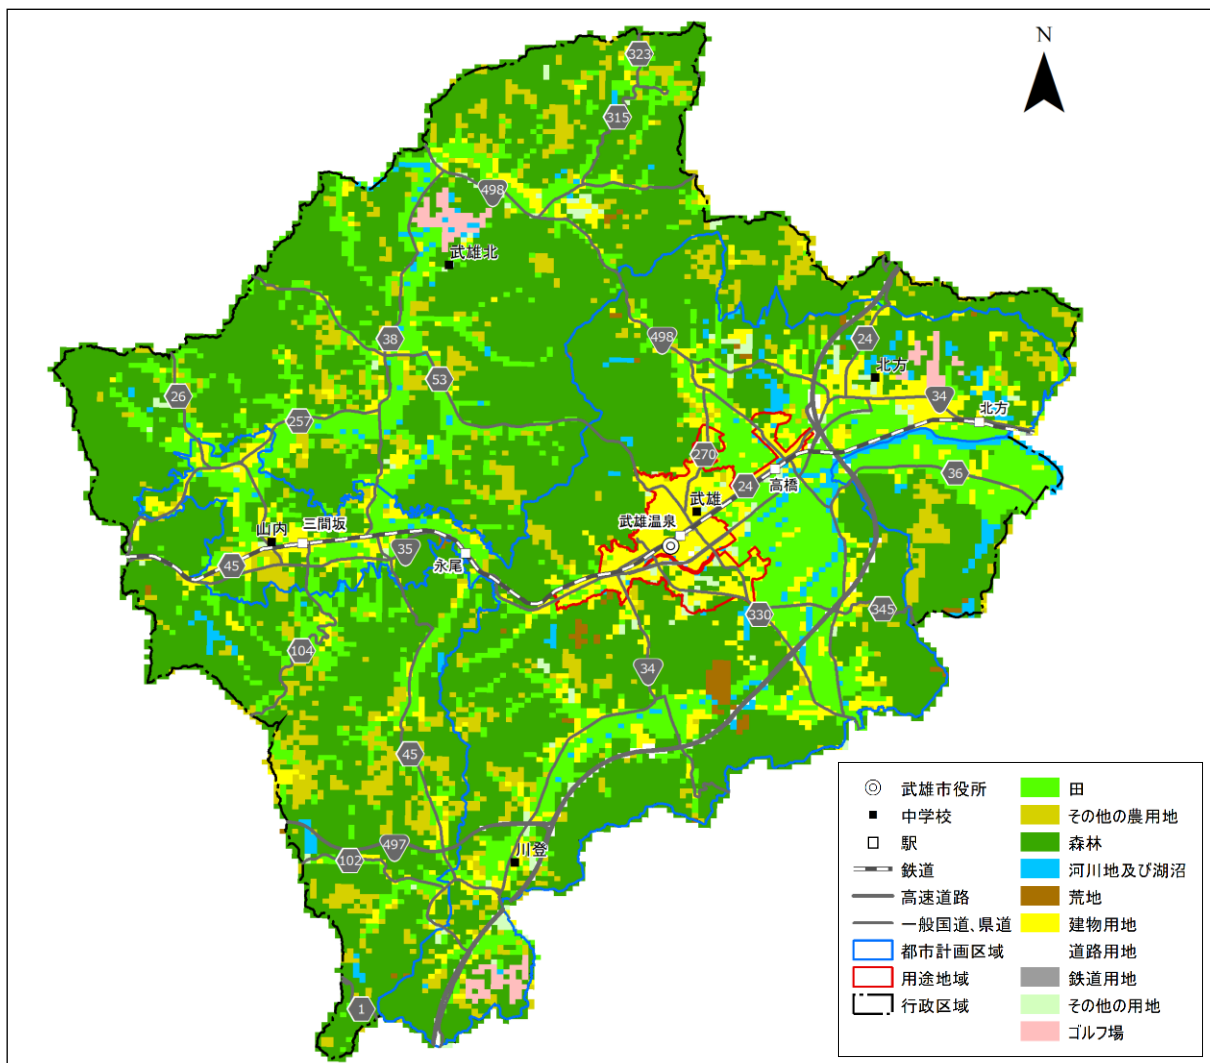 N
323
315
498
武雄北
498
38
24
53
北方
26
34
257
北方
270
36
24
高橋
武雄
武雄温泉
山内
三間坂
35
永尾
45
330
345
104
34
45
497
102
川登
1
武雄市役所
中学校
駅
鉄道
高速道路
一般国道、県道
都市計画区域
用途地域
行政区域
田
その他の農用地
森林
河川地及び湖沼
荒地
建物用地
道路用地
鉄道用地
その他の用地
ゴルフ場